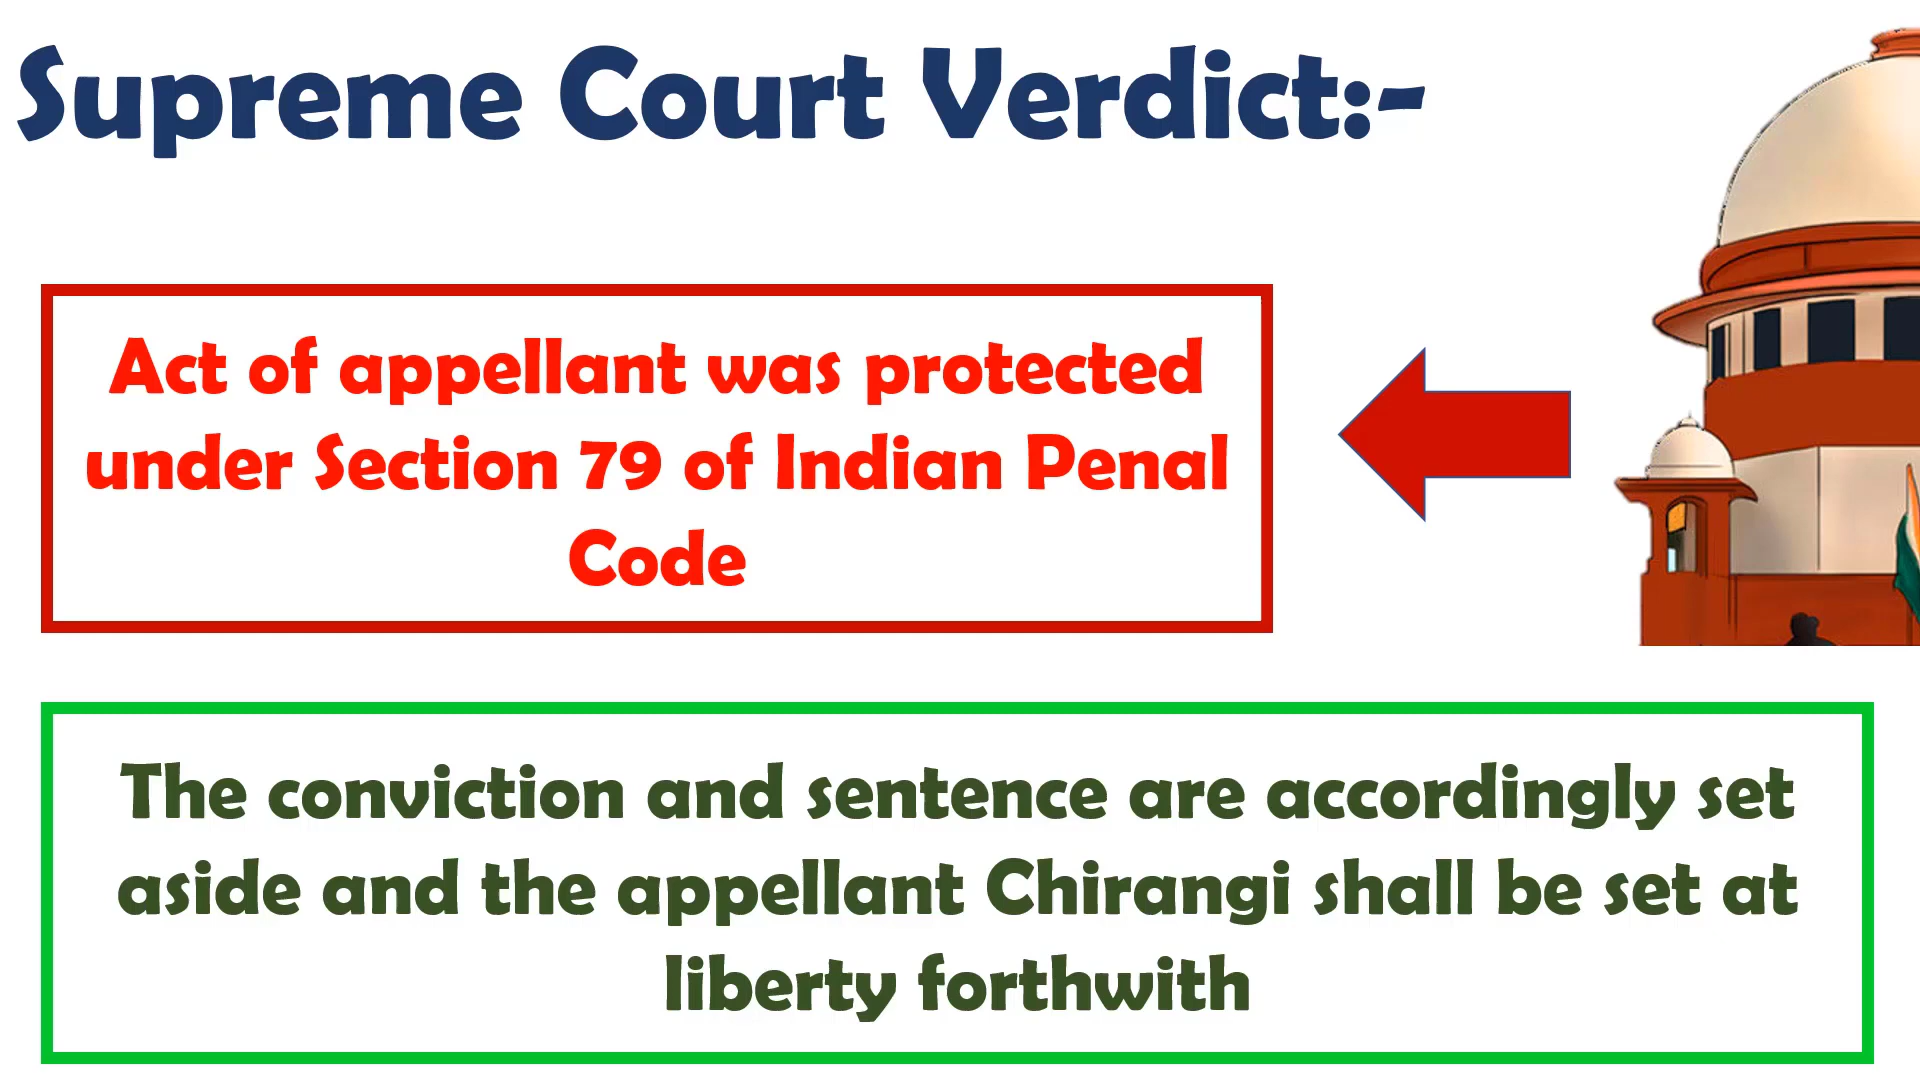 Supreme Court Verdict:-
Act of appellant was protected
under Section 79 of Indian Penal
Code
The conviction and sentence are accordingly set
aside and the appellant Chirangi shall be set at
liberty forthwith